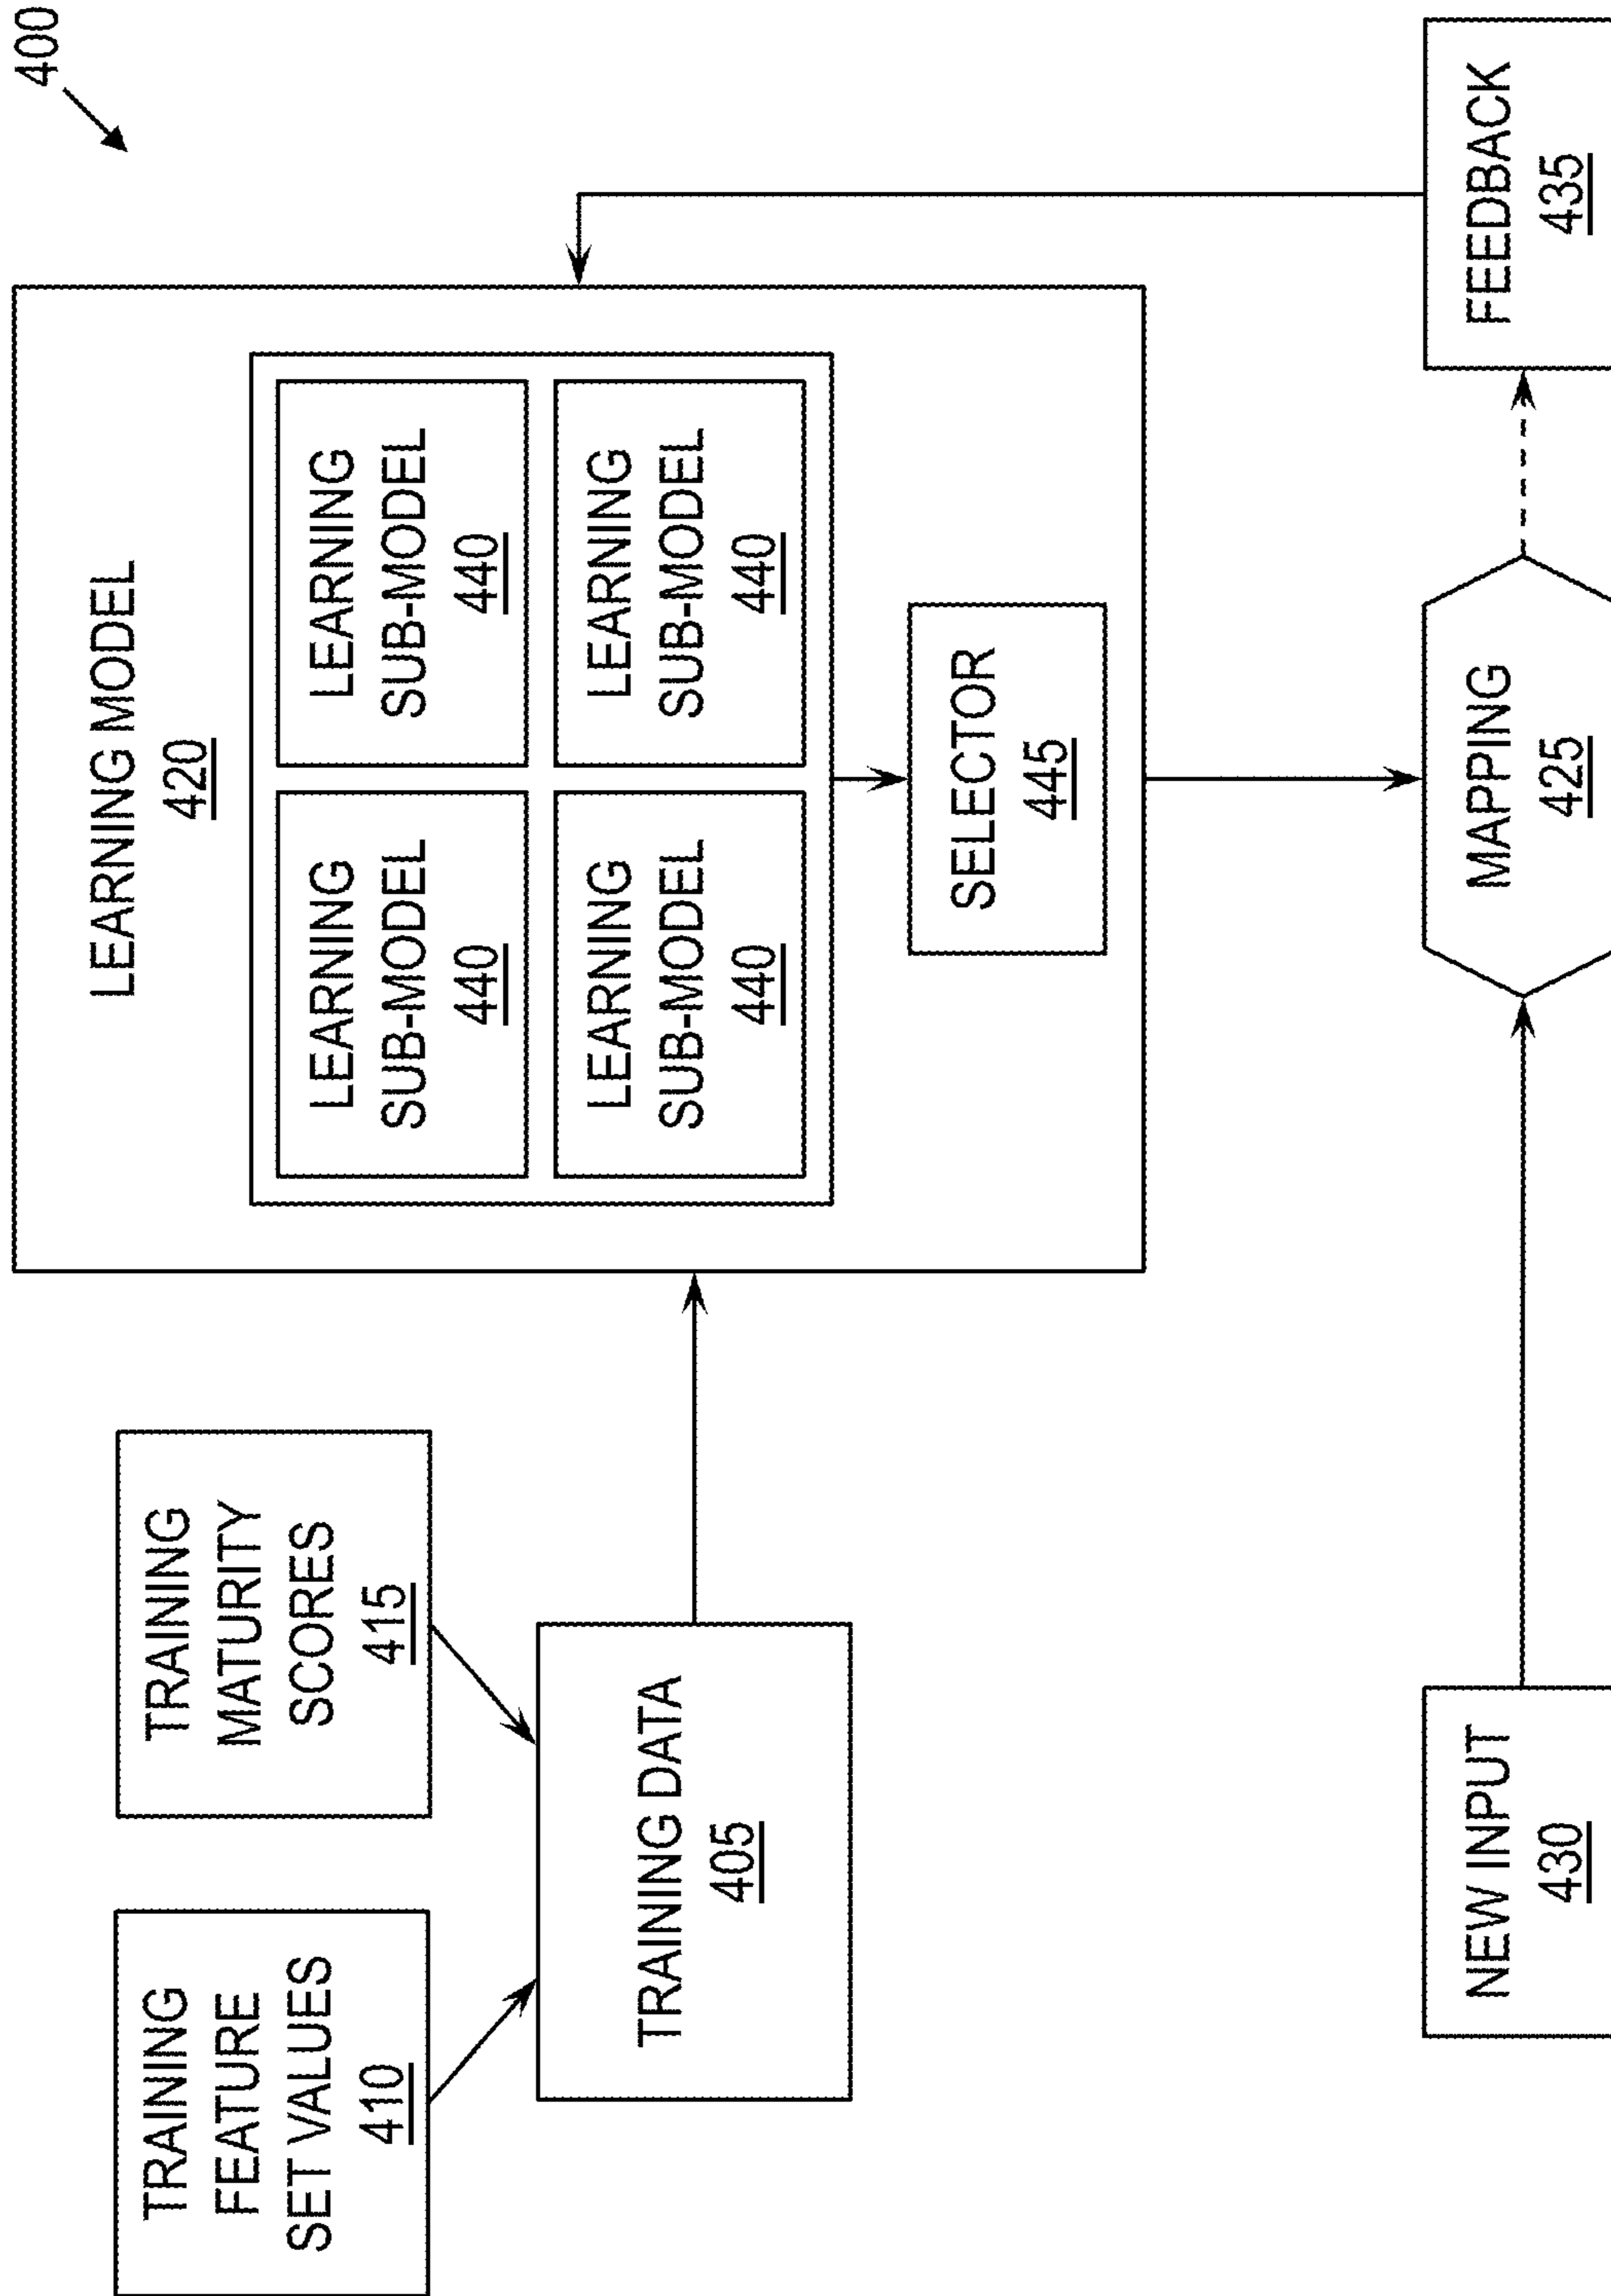 400
TRAINING
FEATURE
SET VALUES
410
TRAINING
MATURITY
SCORES
415
TRAINING DATA
405
LEARNING MODEL
420
LEARNING
SUB-MODEL
440
LEARNING
SUB-MODEL
440
LEARNING
SUB-MODEL
440
LEARNING
SUB-MODEL
440
SELECTOR
445
NEW INPUT
430
MAPPING
425
FEEDBACK
435